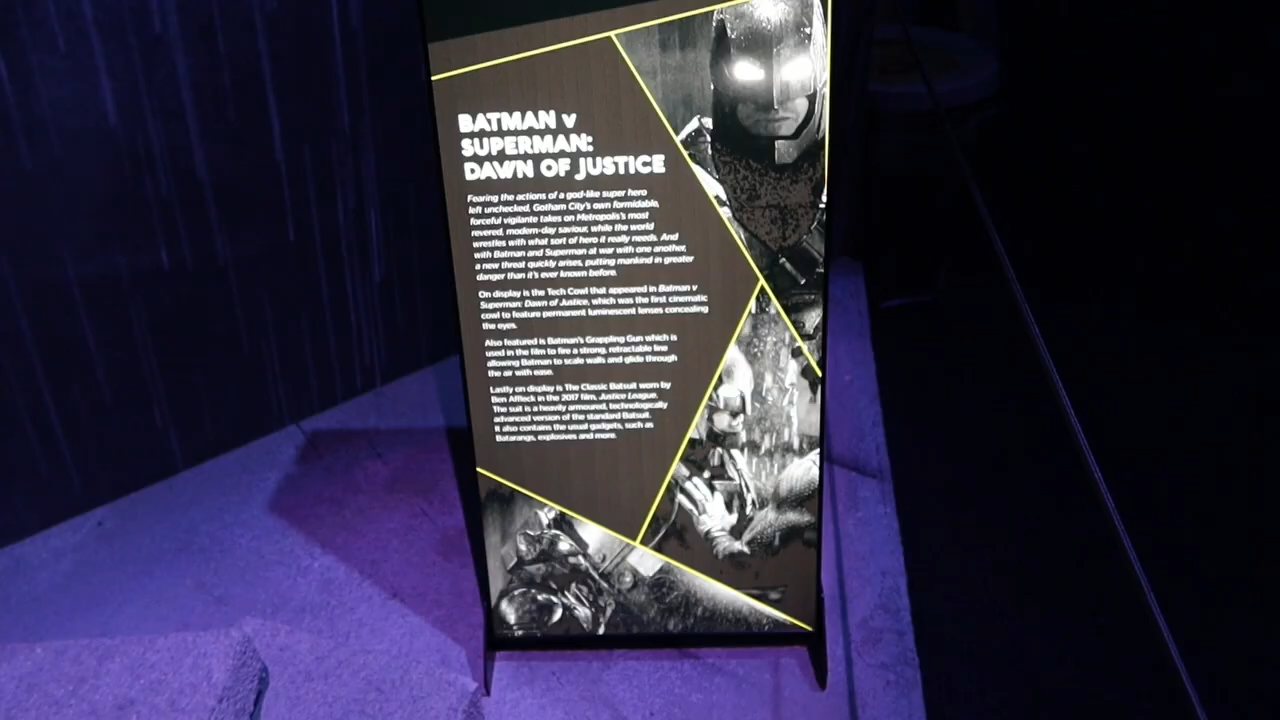 BATMAN v
SUPERMAN:
DAWN OF JUSTICE
Fearing the actions of a god-like super hero
left unchecked, Gotham City's own formidable,
forceful vigilante takes on Metropolis's most
revered, modern-day saviour, while the world
wrestles with what sort of hero it really needs. And
with Batman and Superman at war with one another,
a new threat quickly arises, putting mankind in greater
danger than it's ever known before.
On display is the Tech Cowl that appeared in Batman v
Superman: Dawn of Justice, which was the first cinematic
cowl to feature permanent luminescent lenses concealing
the eyes.
Also featured is Batman's Grappling Gun which is
used in the film to fire a strong, retractable line
allowing Batman to scale walls and glide through
the air with ease.
Lastly on display is The Classic Batsuit worn by
Ben Affleck in the 2017 film, Justice League.
The suit is a heavily armoured, technologically
advanced version of the standard Batsuit.
It also contains the usual gadgets, such as
Batarangs, explosives and more.